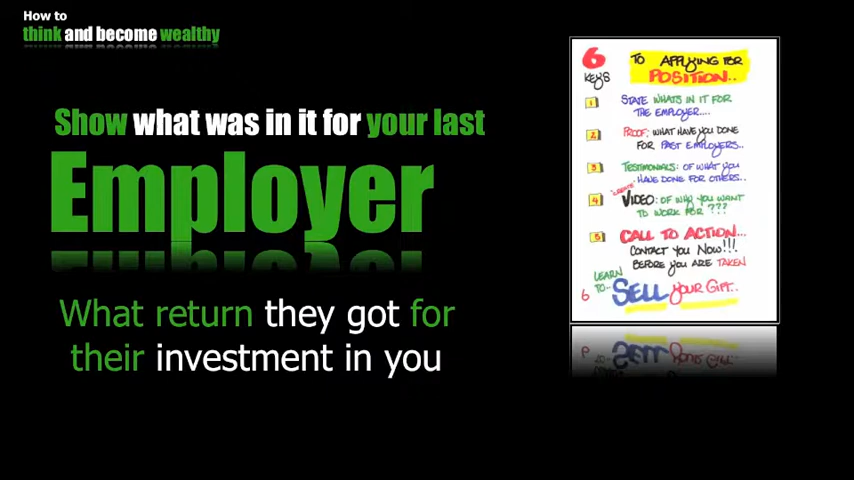 How to
think and become wealthy
Show what was in it for your last
Employer
What return they got for
their investment in you
6 KEYS
TO APPLYING FOR
POSITION..
1 STATE WHATS IN IT FOR
THE EMPLOYER....
2 PROOF: WHAT HAVE YOU DONE
FOR PAST EMPLOYERS..
3 TESTIMONIALS: OF WHAT YOU
HAVE DONE FOR OTHERS..
CREATE
4 VIDEO: OF WHY YOU WANT
TO WORK FOR ???
5 CALL TO ACTION...
CONTACT YOU NOW!!!
BEFORE YOU ARE TAKEN
LEARN
TO..
6 SELL YOUR GIFT..